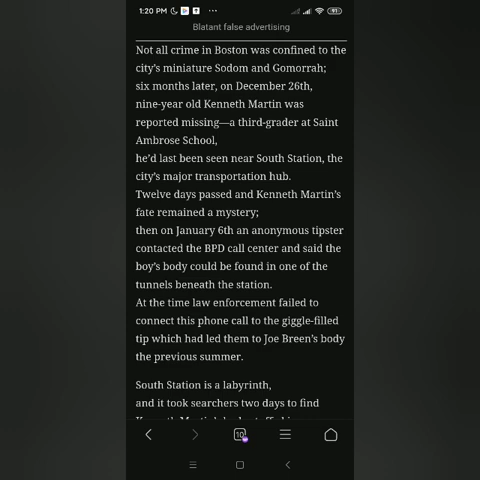 1:20 PM
91
Blatant false advertising
Not all crime in Boston was confined to the
city's miniature Sodom and Gomorrah;
six months later, on December 26th,
nine-year old Kenneth Martin was
reported missing—a third-grader at Saint
Ambrose School,
he'd last been seen near South Station, the
city's major transportation hub.
Twelve days passed and Kenneth Martin's
fate remained a mystery;
then on January 6th an anonymous tipster
contacted the BPD call center and said the
boy's body could be found in one of the
tunnels beneath the station.
At the time law enforcement failed to
connect this phone call to the giggle-filled
tip which had led them to Joe Breen's body
the previous summer.
South Station is a labyrinth,
and it took searchers two days to find
10